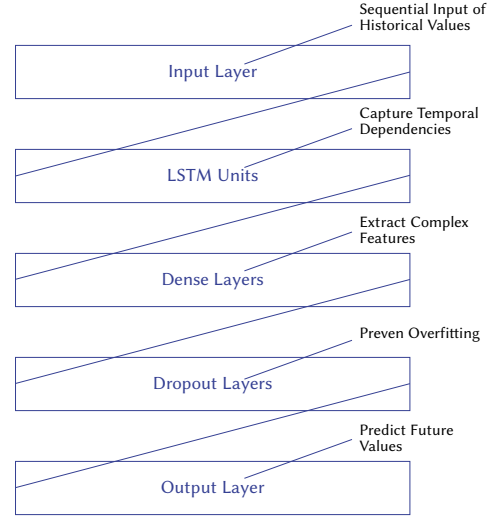 Sequential Input of
Historical Values
Input Layer
Capture Temporal
Dependencies
LSTM Units
Extract Complex
Features
Dense Layers
Preven Overfitting
Dropout Layers
Predict Future
Values
Output Layer